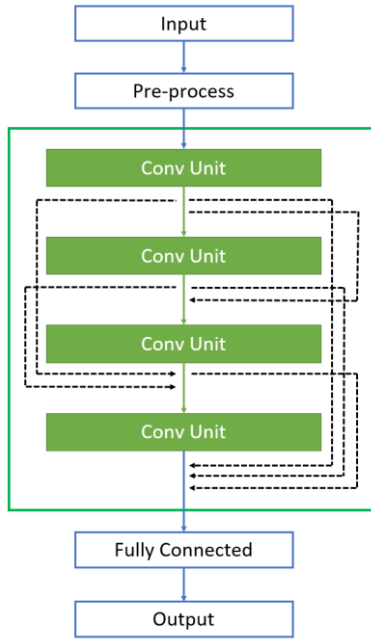 Input
Pre-process
Conv Unit
Conv Unit
Conv Unit
Conv Unit
Fully Connected
Output